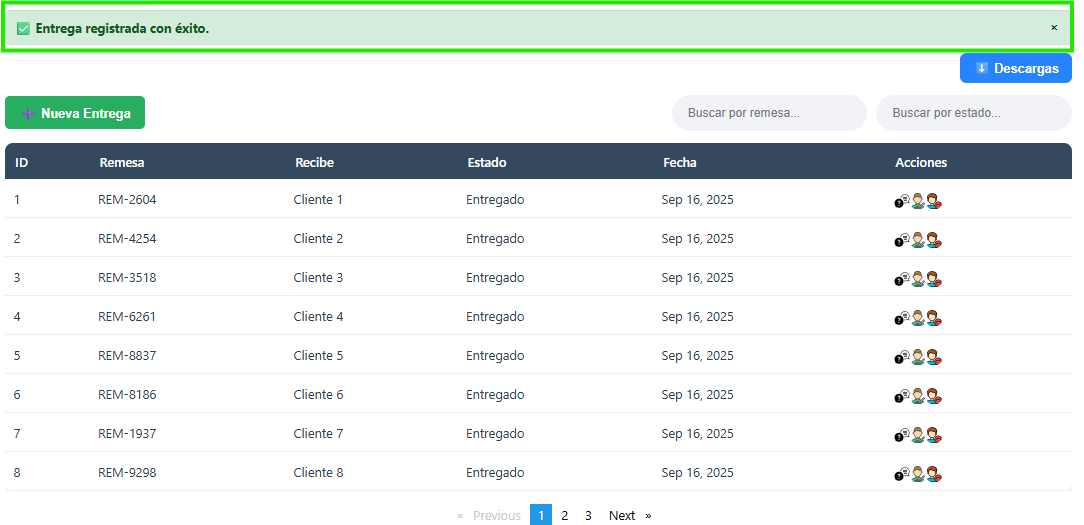 ✅ Entrega registrada con éxito. ×
⬇️ Descargas
➕ Nueva Entrega Buscar por remesa... Buscar por estado...
ID Remesa Recibe Estado Fecha Acciones
1 REM-2604 Cliente 1 Entregado Sep 16, 2025
2 REM-4254 Cliente 2 Entregado Sep 16, 2025
3 REM-3518 Cliente 3 Entregado Sep 16, 2025
4 REM-6261 Cliente 4 Entregado Sep 16, 2025
5 REM-8837 Cliente 5 Entregado Sep 16, 2025
6 REM-8186 Cliente 6 Entregado Sep 16, 2025
7 REM-1937 Cliente 7 Entregado Sep 16, 2025
8 REM-9298 Cliente 8 Entregado Sep 16, 2025
« Previous 1 2 3 Next »